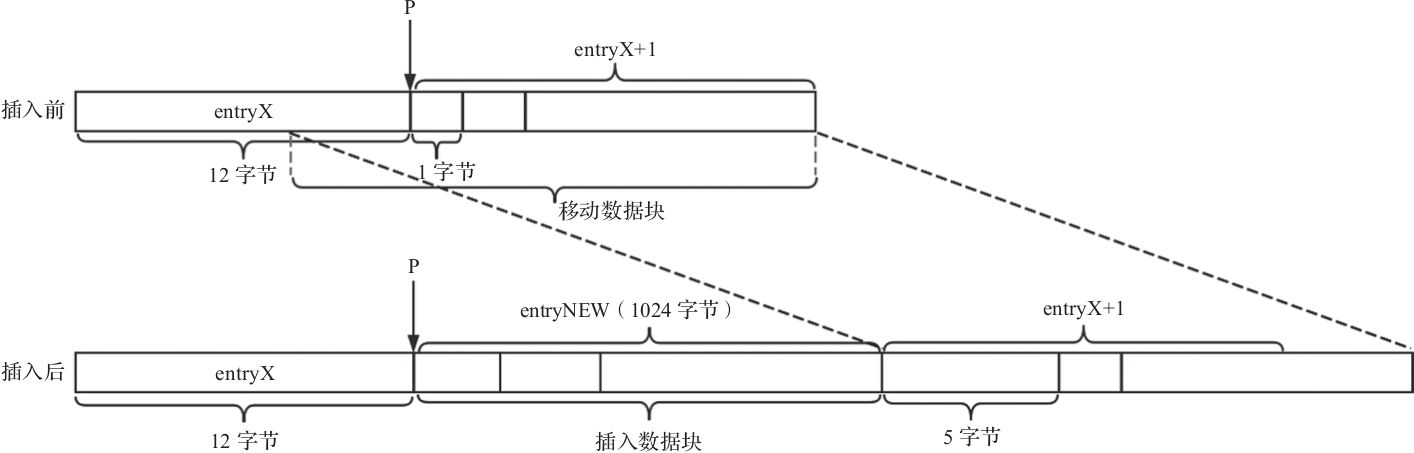 P
entryX+1
插入前
entryX
12 字节
1 字节
移动数据块
P
entryNEW（1024 字节）
entryX+1
插入后
entryX
12 字节
插入数据块
5 字节